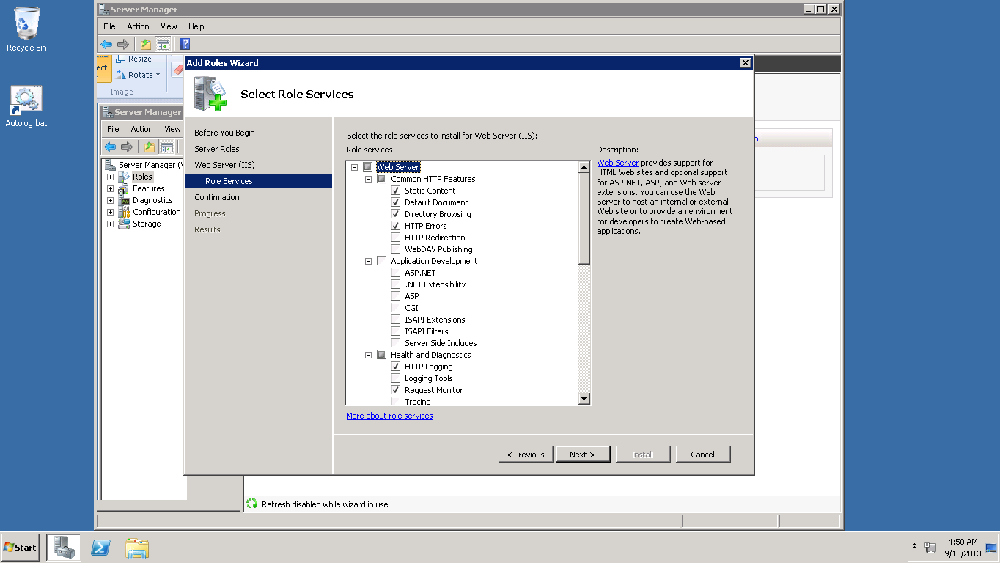 Recycle Bin
Autolog.bat
Server Manager
File Action View Help
Resize
ect
Rotate
Image
Server Manager
File Action View
Server Manager (
Roles
Features
Diagnostics
Configuration
Storage
Add Roles Wizard
Select Role Services
Before You Begin
Server Roles
Web Server (IIS)
Role Services
Confirmation
Progress
Results
Select the role services to install for Web Server (IIS):
Role services:
Web Server
Common HTTP Features
Static Content
Default Document
Directory Browsing
HTTP Errors
HTTP Redirection
WebDAV Publishing
Application Development
ASP.NET
.NET Extensibility
ASP
CGI
ISAPI Extensions
ISAPI Filters
Server Side Includes
Health and Diagnostics
HTTP Logging
Logging Tools
Request Monitor
Tracing
More about role services
Description:
Web Server provides support for
HTML Web sites and optional support
for ASP.NET, ASP, and Web server
extensions. You can use the Web
Server to host an internal or external
Web site or to provide an environment
for developers to create Web-based
applications.
< Previous
Next >
Install
Cancel
Refresh disabled while wizard in use
Start
4:50 AM
9/10/2013